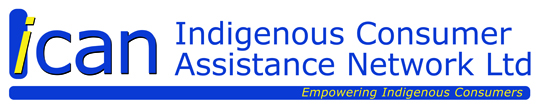 ican
Indigenous Consumer
Assistance Network Ltd
Empowering Indigenous Consumers